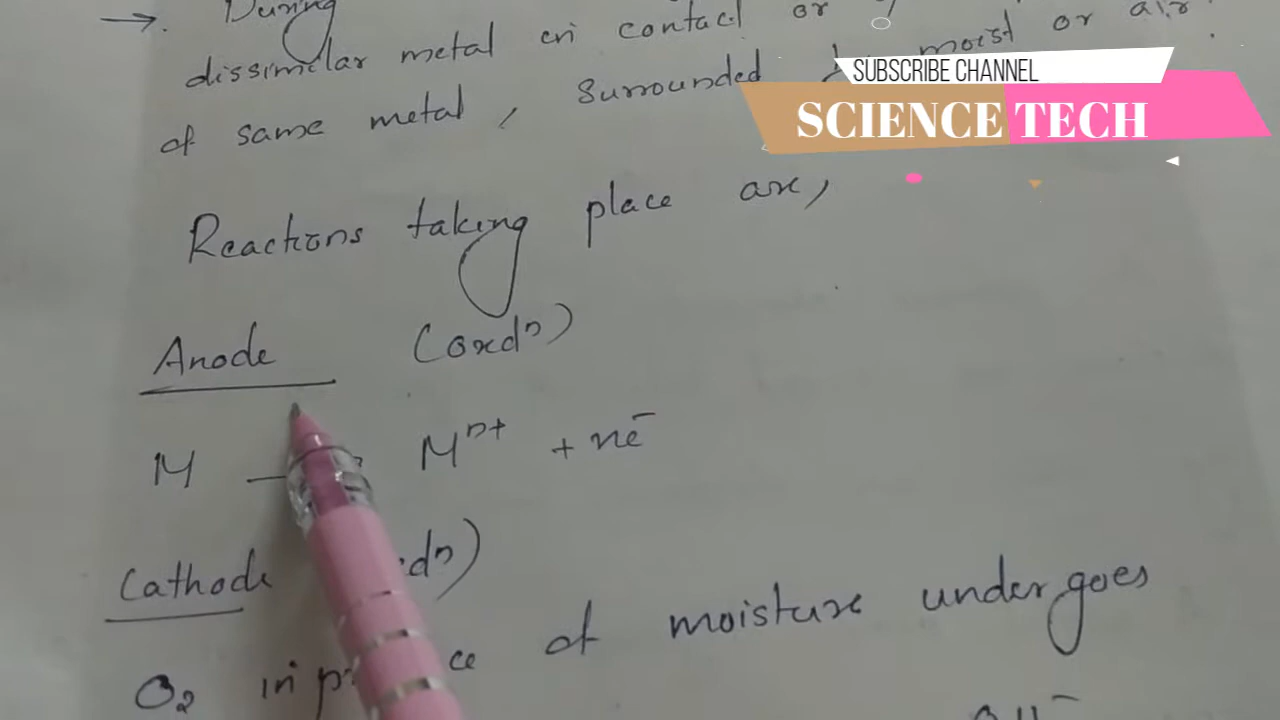 →. During
dissimilar metal in contact or
of same metal, surrounded moist or air.
SUBSCRIBE CHANNEL
SCIENCE TECH
Reactions taking place are,
Anode (oxdn)
M Mn+ + ne-
Cathode
O2 in of moisture undergoes
OH-